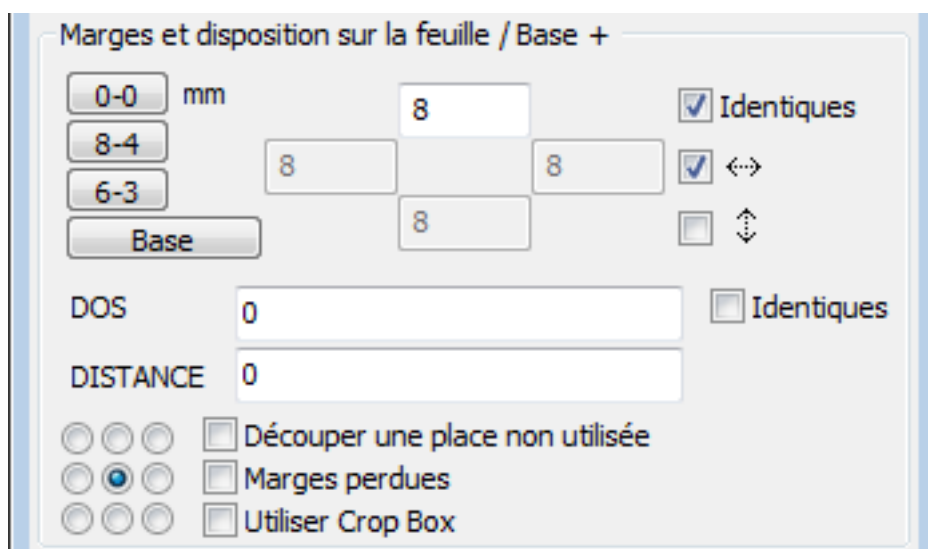 Marges et disposition sur la feuille / Base +
0-0 mm 8 Identiques
8-4
8 8
6-3
8
Base
DOS 0 Identiques
DISTANCE 0
Découper une place non utilisée
Marges perdues
Utiliser Crop Box